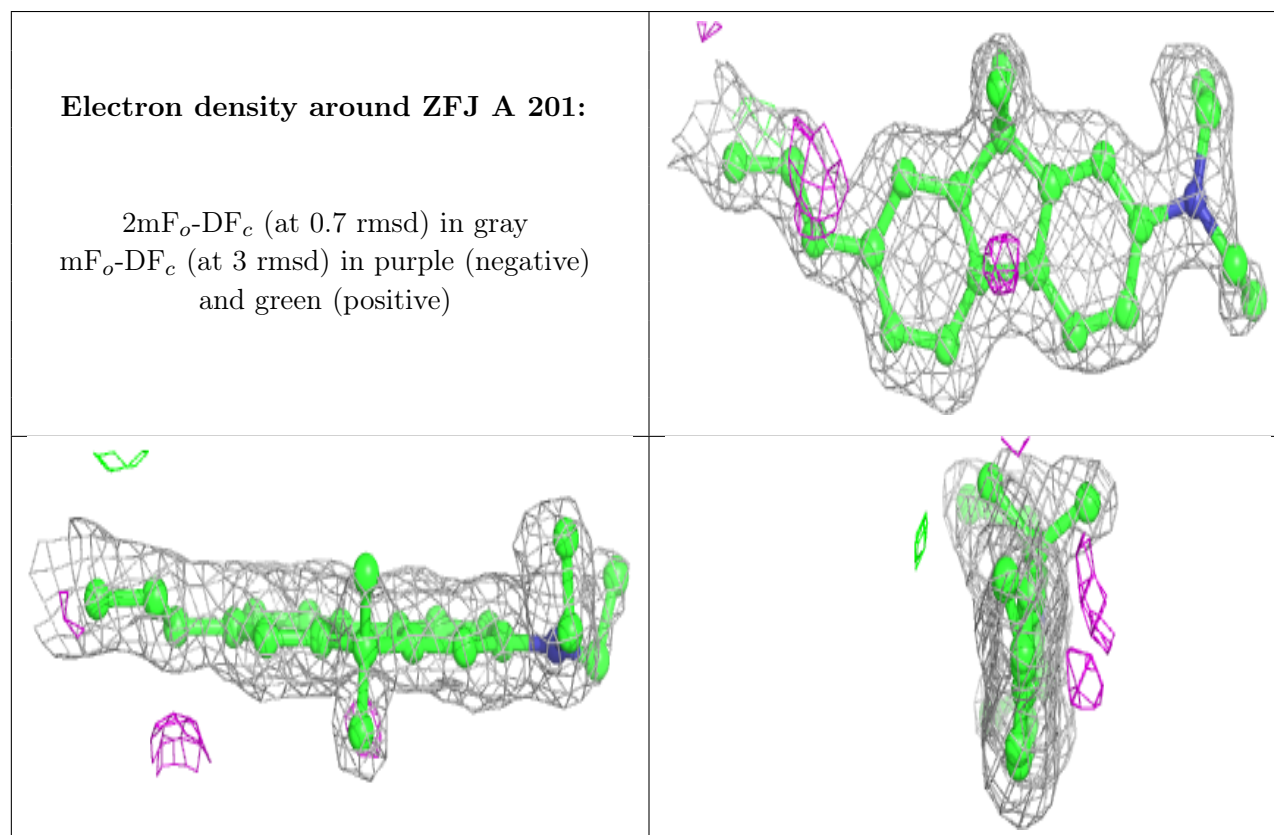 Electron density around ZFJ A 201:
2mFₒ-DF𝒸 (at 0.7 rmsd) in gray
mFₒ-DF𝒸 (at 3 rmsd) in purple (negative)
and green (positive)